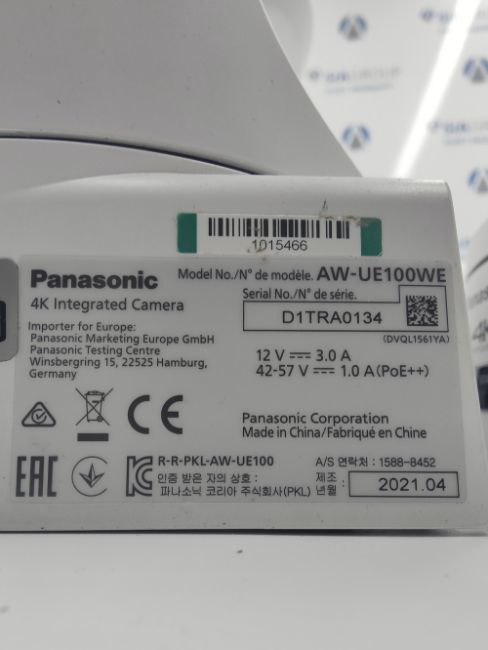 1015466
Panasonic Model No./N° de modèle. AW-UE100WE
4K Integrated Camera
Serial No./N° de série.
D1TRA0134
(DVQL1561YA)
Importer for Europe:
Panasonic Marketing Europe GmbH
Panasonic Testing Centre
Winsbergring 15, 22525 Hamburg,
Germany
12 V ⎓ 3.0 A
42-57 V ⎓ 1.0 A(PoE++)
CE
Panasonic Corporation
Made in China/Fabriqué en Chine
EAC
R-R-PKL-AW-UE100
인증 받은 자의 상호 :
파나소닉 코리아 주식회사(PKL)
A/S 연락처 : 1588-8452
제조
년월 : 2021.04